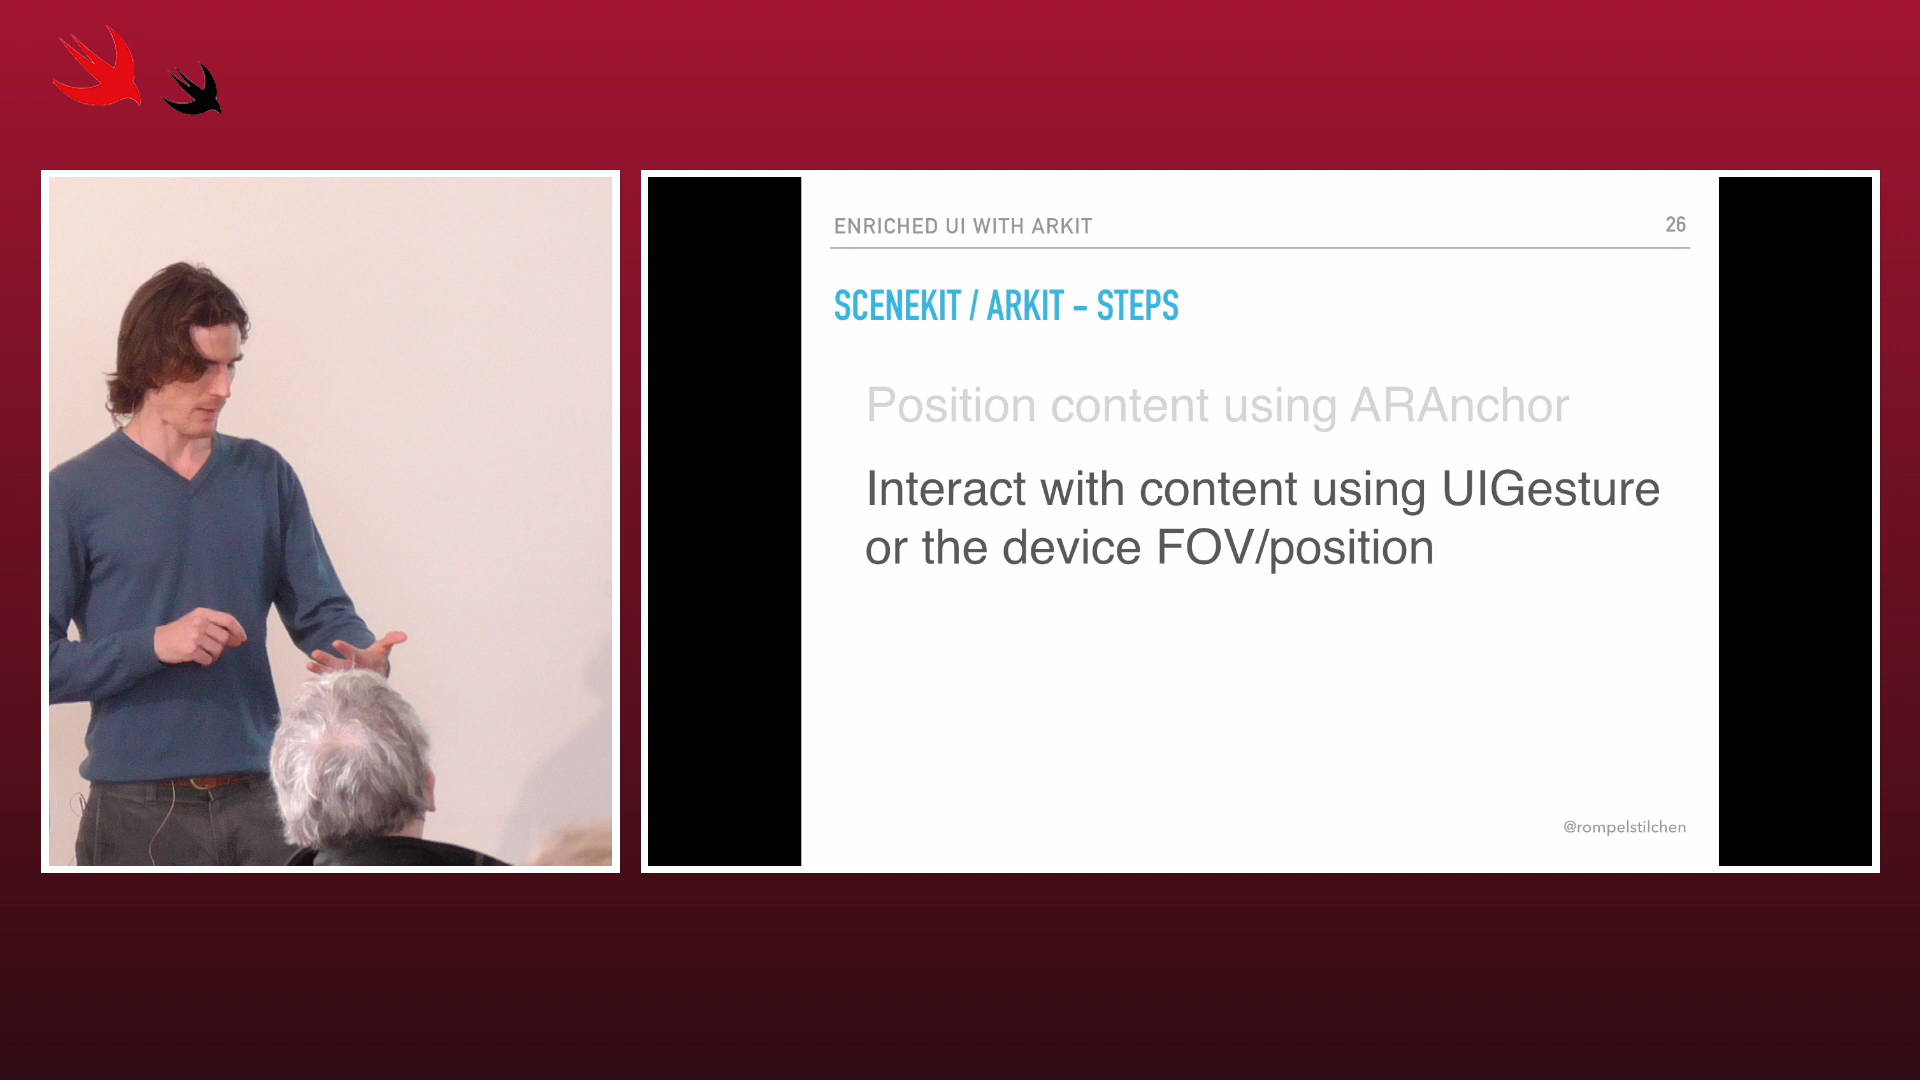 ENRICHED UI WITH ARKIT
26
SCENEKIT / ARKIT - STEPS
Position content using ARAnchor
Interact with content using UIGesture
or the device FOV/position
@rompelstilchen